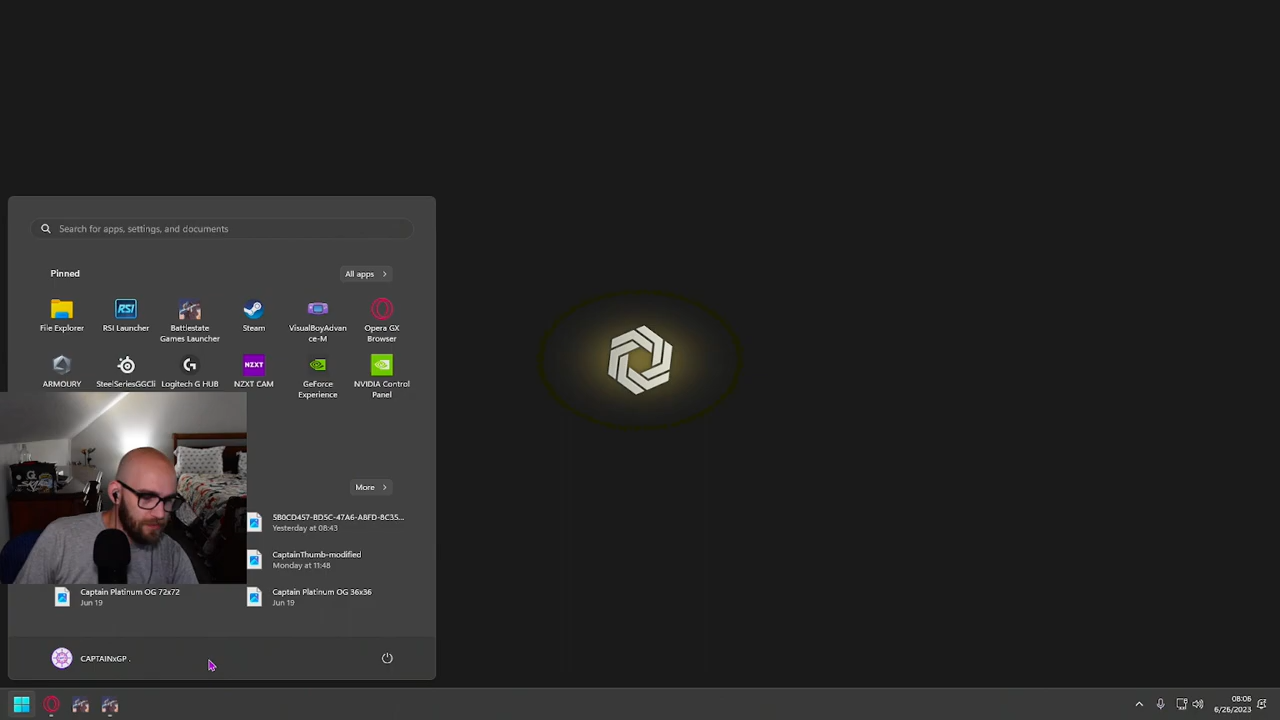 Search for apps, settings, and documents
Pinned
All apps
File Explorer
RSI
RSI Launcher
Battlestate
Games Launcher
Steam
VisualBoyAdvan
ce-M
Opera GX
Browser
ARMOURY
SteelSeriesGGCli
Logitech G HUB
NZXT
NZXT CAM
GeForce
Experience
NVIDIA Control
Panel
More
Yesterday at 08:43
CaptainThumb-modified
Monday at 11:48
Captain Platinum OG 72x72
Jun 19
Captain Platinum OG 36x36
Jun 19
CAPTAINxGP .
08:06
6/26/2023